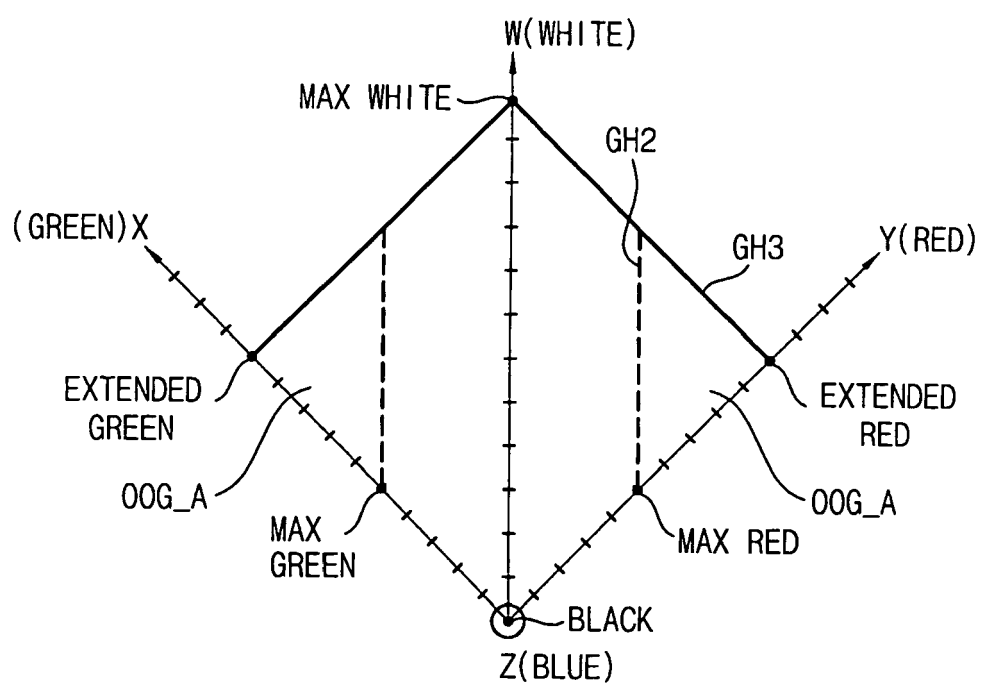 W(WHITE)
MAX WHITE
GH2
(GREEN)X
Y(RED)
GH3
EXTENDED
GREEN
EXTENDED
RED
OOG_A
OOG_A
MAX
GREEN
MAX RED
BLACK
Z(BLUE)